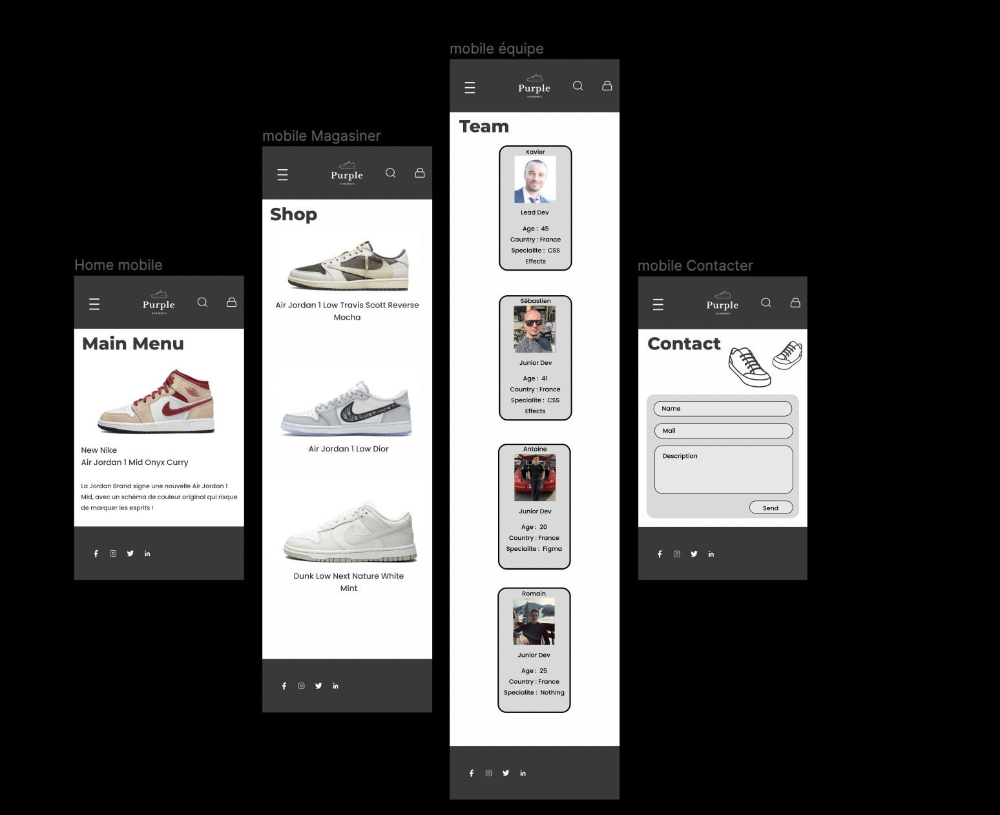 Home mobile
Purple
sneakers
Main Menu
New Nike
Air Jordan 1 Mid Onyx Curry
La Jordan Brand signe une nouvelle Air Jordan 1
Mid, avec un schéma de couleur original qui risque
de marquer les esprits !
mobile Magasiner
Purple
sneakers
Shop
Air Jordan 1 Low Travis Scott Reverse
Mocha
Air Jordan 1 Low Dior
Dunk Low Next Nature White
Mint
mobile équipe
Purple
sneakers
Team
Xavier
Lead Dev
Age : 45
Country : France
Specialite : CSS
Effects
Sébastien
Junior Dev
Age : 41
Country : France
Specialite : CSS
Effects
Antoine
Junior Dev
Age : 20
Country : France
Specialite : Figma
Romain
Junior Dev
Age : 25
Country : France
Specialite : Nothing
mobile Contacter
Purple
sneakers
Contact
Name
Mail
Description
Send